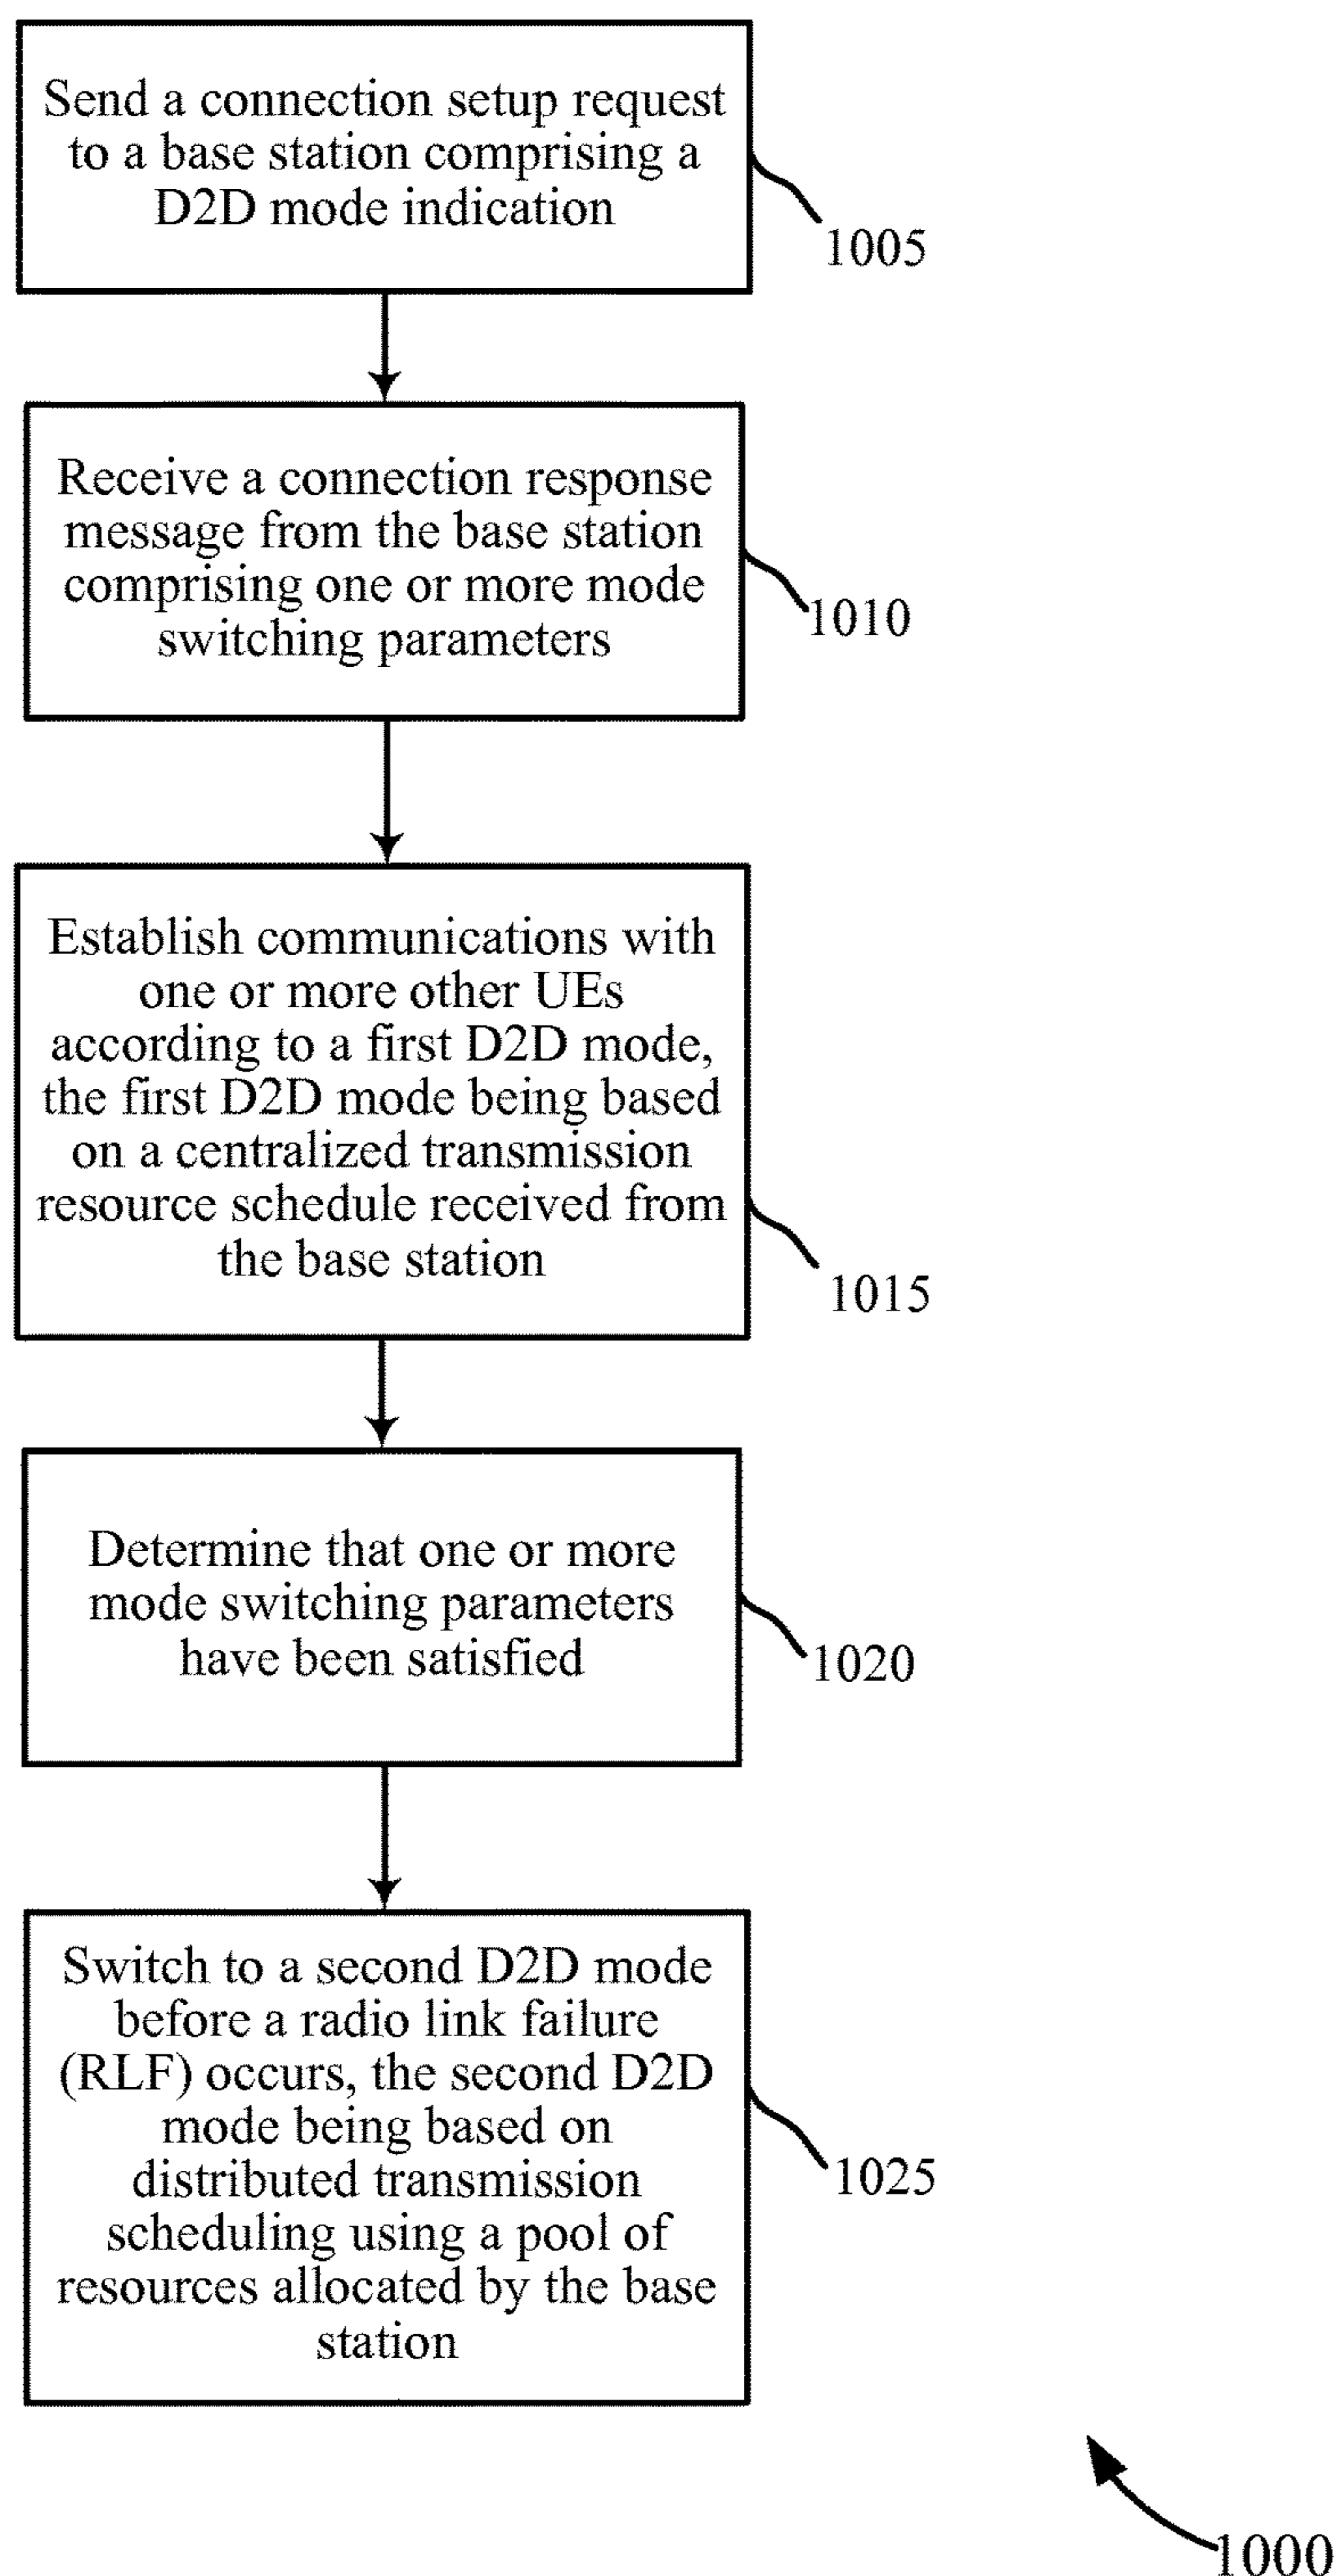 Send a connection setup request
to a base station comprising a
D2D mode indication
1005
Receive a connection response
message from the base station
comprising one or more mode
switching parameters
1010
Establish communications with
one or more other UEs
according to a first D2D mode,
the first D2D mode being based
on a centralized transmission
resource schedule received from
the base station
1015
Determine that one or more
mode switching parameters
have been satisfied
1020
Switch to a second D2D mode
before a radio link failure
(RLF) occurs, the second D2D
mode being based on
distributed transmission
scheduling using a pool of
resources allocated by the base
station
1025
1000